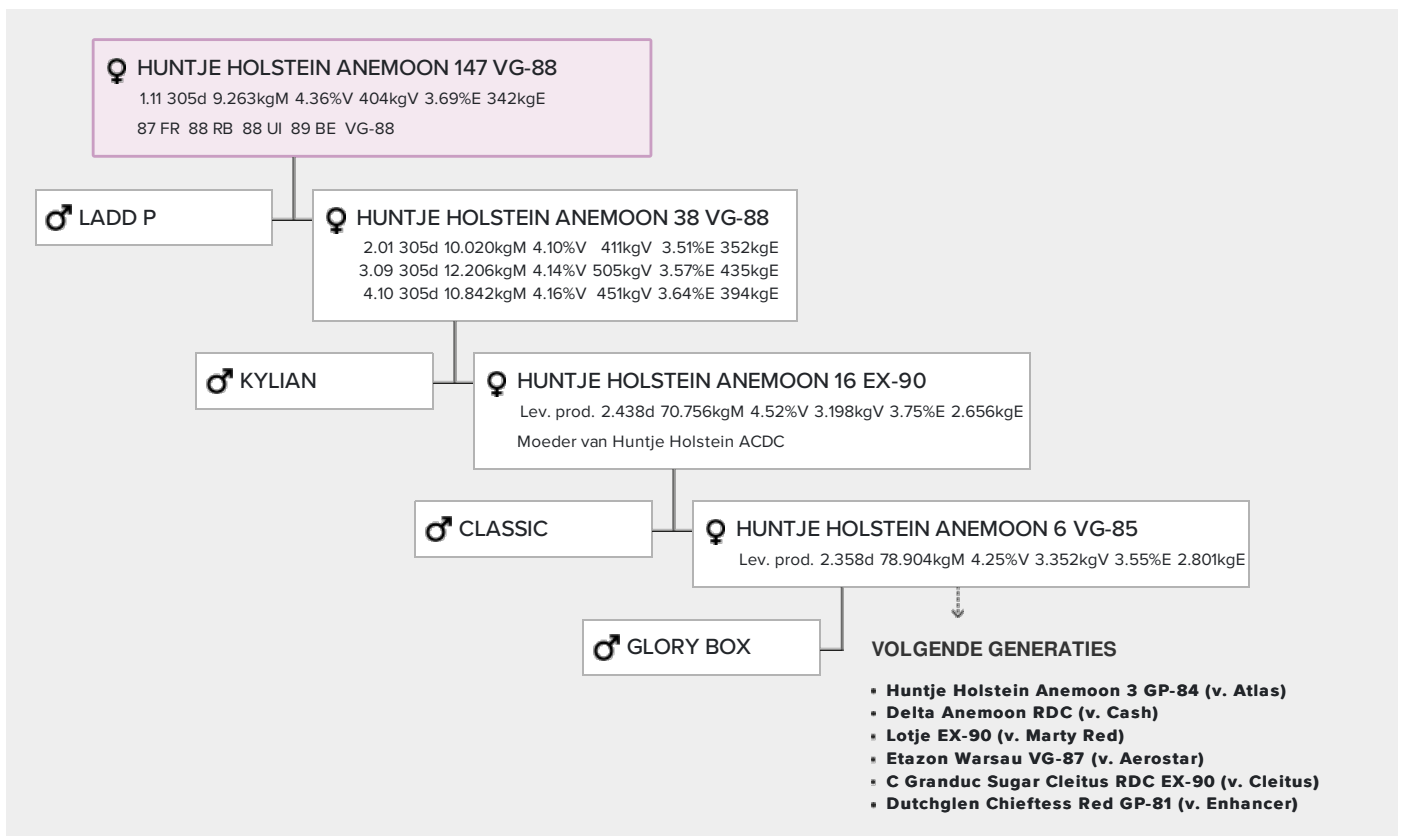 HUNTJE HOLSTEIN ANEMOON 147 VG-88
1.11 305d 9.263kgM 4.36%V 404kgV 3.69%E 342kgE
87 FR 88 RB 88 UI 89 BE VG-88
LADD P
HUNTJE HOLSTEIN ANEMOON 38 VG-88
2.01 305d 10.020kgM 4.10%V 411kgV 3.51%E 352kgE
3.09 305d 12.206kgM 4.14%V 505kgV 3.57%E 435kgE
4.10 305d 10.842kgM 4.16%V 451kgV 3.64%E 394kgE
KYLIAN
HUNTJE HOLSTEIN ANEMOON 16 EX-90
Lev. prod. 2.438d 70.756kgM 4.52%V 3.198kgV 3.75%E 2.656kgE
Moeder van Huntje Holstein ACDC
CLASSIC
HUNTJE HOLSTEIN ANEMOON 6 VG-85
Lev. prod. 2.358d 78.904kgM 4.25%V 3.352kgV 3.55%E 2.801kgE
GLORY BOX
VOLGENDE GENERATIES
• Huntje Holstein Anemoon 3 GP-84 (v. Atlas)
• Delta Anemoon RDC (v. Cash)
• Lotje EX-90 (v. Marty Red)
• Etazon Warsau VG-87 (v. Aerostar)
• C Granduc Sugar Cleitus RDC EX-90 (v. Cleitus)
• Dutchglen Chieftess Red GP-81 (v. Enhancer)